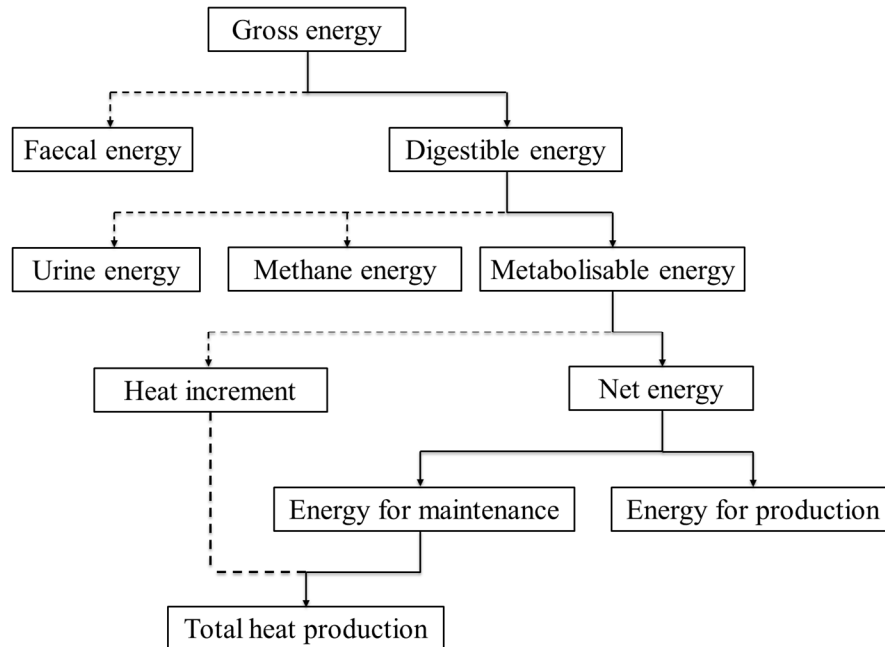 Gross energy
Faecal energy
Digestible energy
Urine energy
Methane energy
Metabolisable energy
Heat increment
Net energy
Energy for maintenance
Energy for production
Total heat production